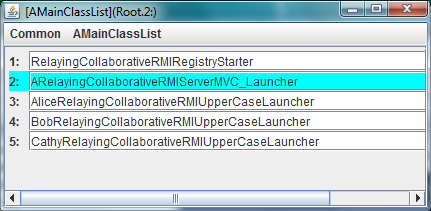 [AMainClassList](Root.2:)
Common AMainClassList
1: RelayingCollaborativeRMIRegistryStarter
2: ARelayingCollaborativeRMIServerMVC_Launcher
3: AliceRelayingCollaborativeRMIUpperCaseLauncher
4: BobRelayingCollaborativeRMIUpperCaseLauncher
5: CathyRelayingCollaborativeRMIUpperCaseLauncher